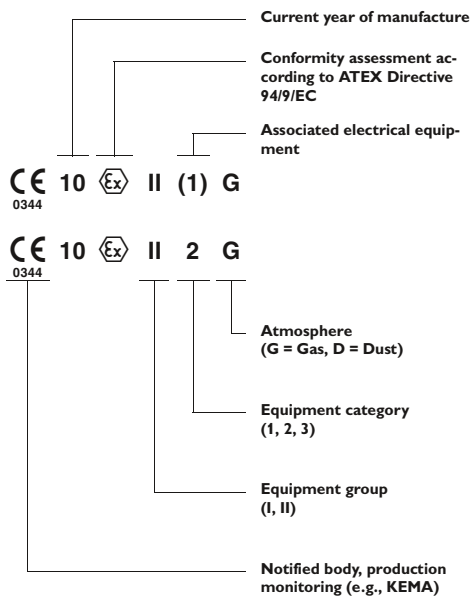 Current year of manufacture
Conformity assessment ac-
cording to ATEX Directive
94/9/EC
Associated electrical equip-
ment
CE 10 Ex II (1) G
0344
CE 10 Ex II 2 G
0344
Atmosphere
(G = Gas, D = Dust)
Equipment category
(1, 2, 3)
Equipment group
(I, II)
Notified body, production
monitoring (e.g., KEMA)